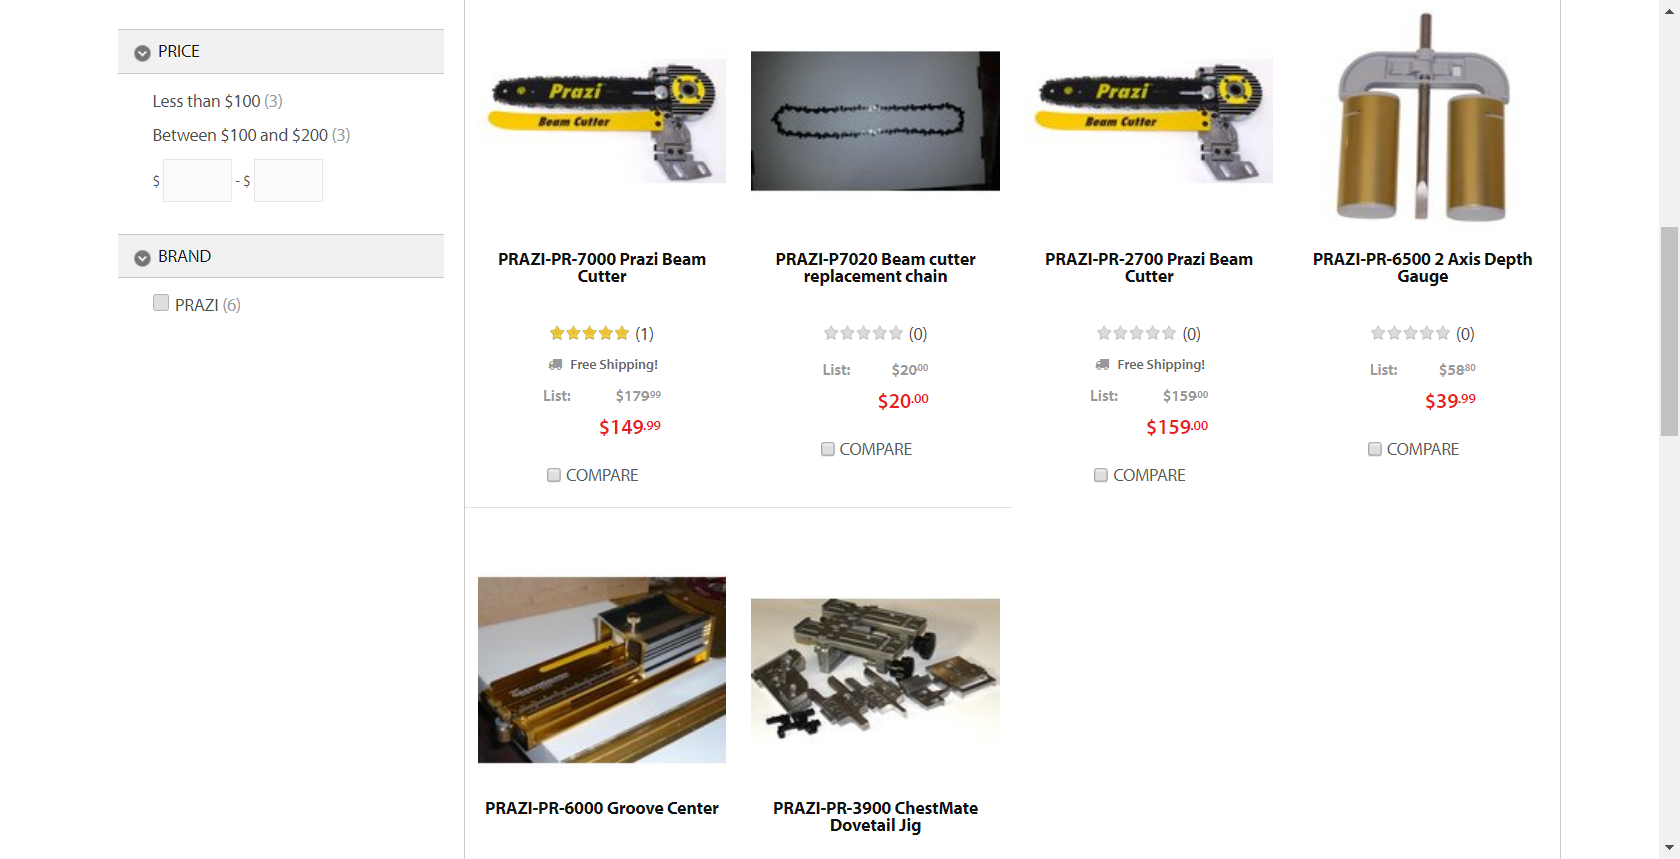 PRICE
Less than $100 (3)
Between $100 and $200 (3)
$ - $
BRAND
PRAZI (6)
Prazi
Beam Cutter
PRAZI-PR-7000 Prazi Beam
Cutter
(1)
Free Shipping!
List: $179.99
$149.99
COMPARE
PRAZI-P7020 Beam cutter
replacement chain
(0)
List: $20.00
$20.00
COMPARE
Prazi
Beam Cutter
PRAZI-PR-2700 Prazi Beam
Cutter
(0)
Free Shipping!
List: $159.00
$159.00
COMPARE
PRAZI-PR-6500 2 Axis Depth
Gauge
(0)
List: $58.80
$39.99
COMPARE
PRAZI-PR-6000 Groove Center
PRAZI-PR-3900 ChestMate
Dovetail Jig